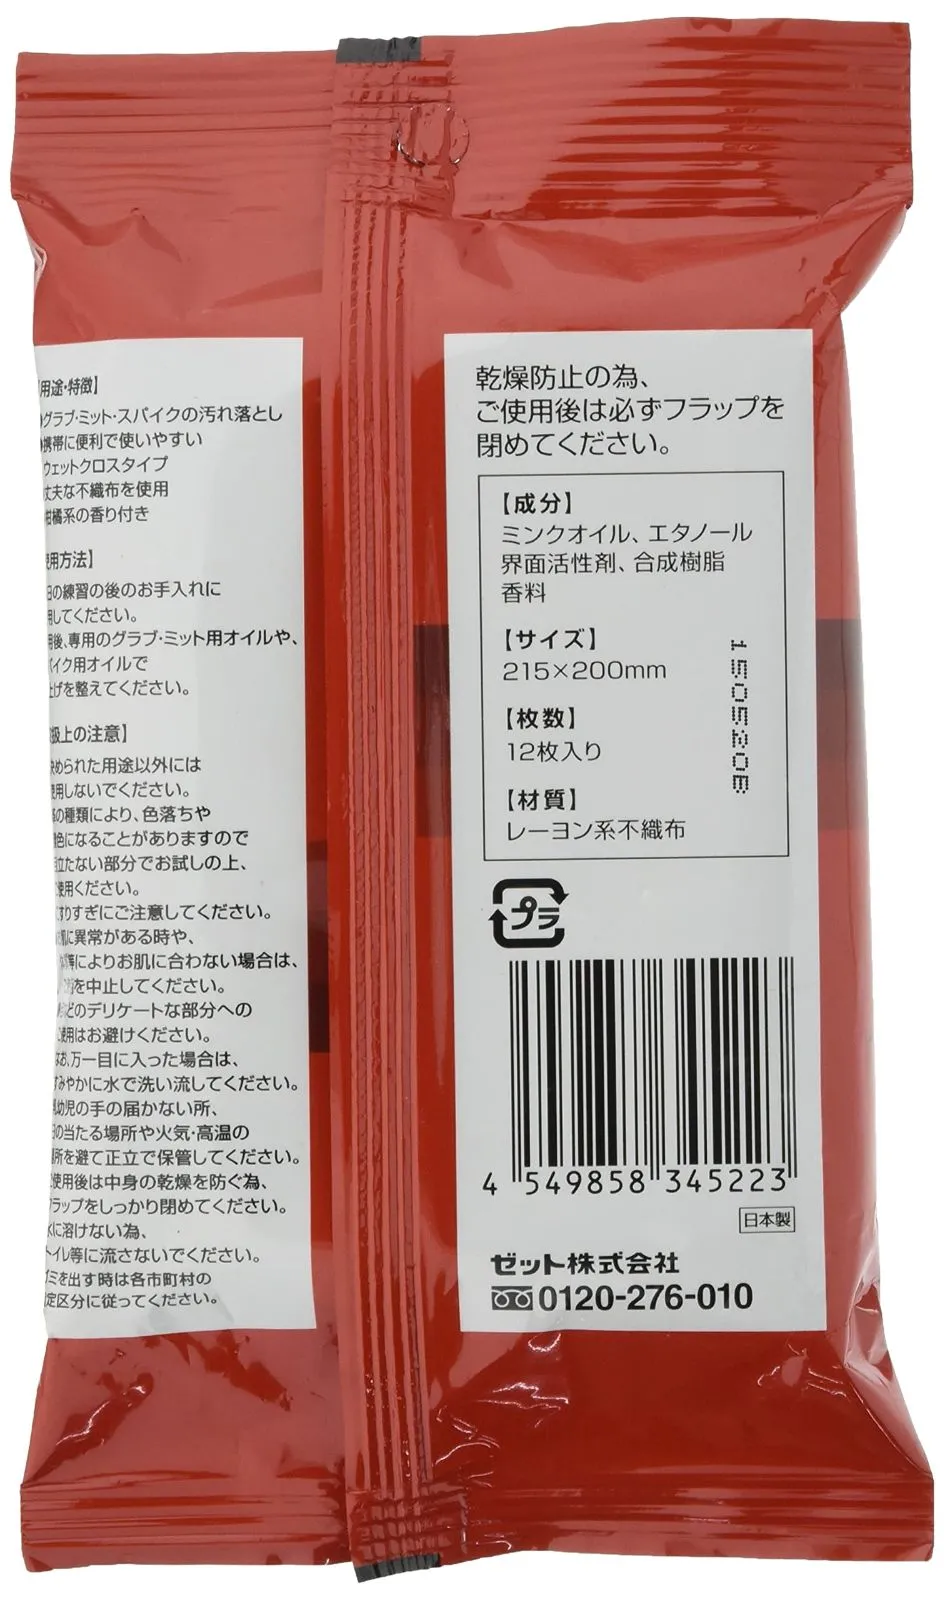 【用途・特徴】
●グラブ・ミット・スパイクの汚れ落とし
●携帯に便利で使いやすい
ウェットクロスタイプ
丈夫な不織布を使用
柑橘系の香り付き
使用方法】
日の練習の後のお手入れに
用してください。
用後、専用のグラブ・ミット用オイルや、
パイク用オイルで
上げを整えてください。
扱上の注意】
決められた用途以外には
使用しないでください。
の種類により、色落ちや
色になることがありますので
目立たない部分でお試しの上、
ご使用ください。
すりすぎにご注意してください。
肌に異常がある時や、
等によりお肌に合わない場合は、
を中止してください。
などのデリケートな部分への
ご使用はお避けください。
なお、万一目に入った場合は、
すみやかに水で洗い流してください。
乳幼児の手の届かない所、
日の当たる場所や火気・高温の
場所を避て正立で保管してください。
ご使用後は中身の乾燥を防ぐ為、
フラップをしっかり閉めてください。
水に溶けない為、
トイレ等に流さないでください。
ゴミを出す時は各市町村の
定区分に従ってください。
乾燥防止の為、
ご使用後は必ずフラップを
閉めてください。
【成分】
ミンクオイル、エタノール
界面活性剤、合成樹脂
香料
【サイズ】
215×200mm
【枚数】
12枚入り
【材質】
レーヨン系不織布
150520B
プラ
4 549858 345223
日本製
ゼット株式会社
0120-276-010